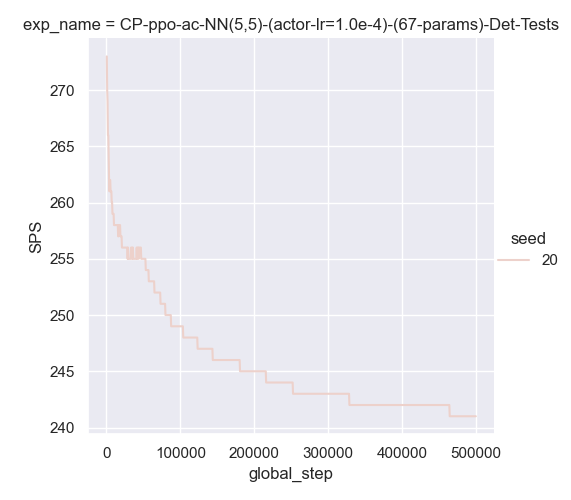 exp_name = CP-ppo-ac-NN(5,5)-(actor-lr=1.0e-4)-(67-params)-Det-Tests
270
265
260
255
250
245
240
SPS
0 100000 200000 300000 400000 500000
global_step
seed
20